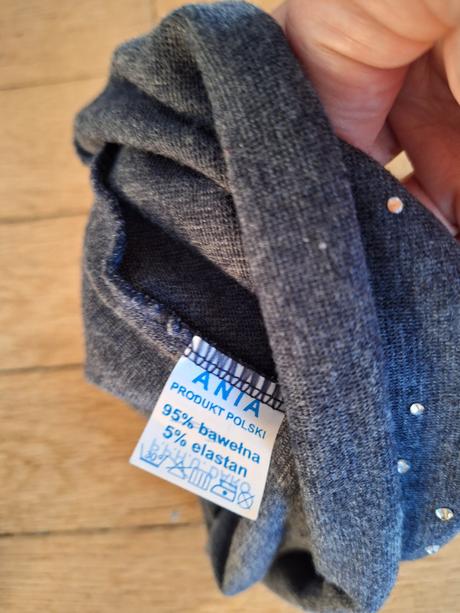 ANIA
PRODUKT POLSKI
95% bawełna
5% elastan